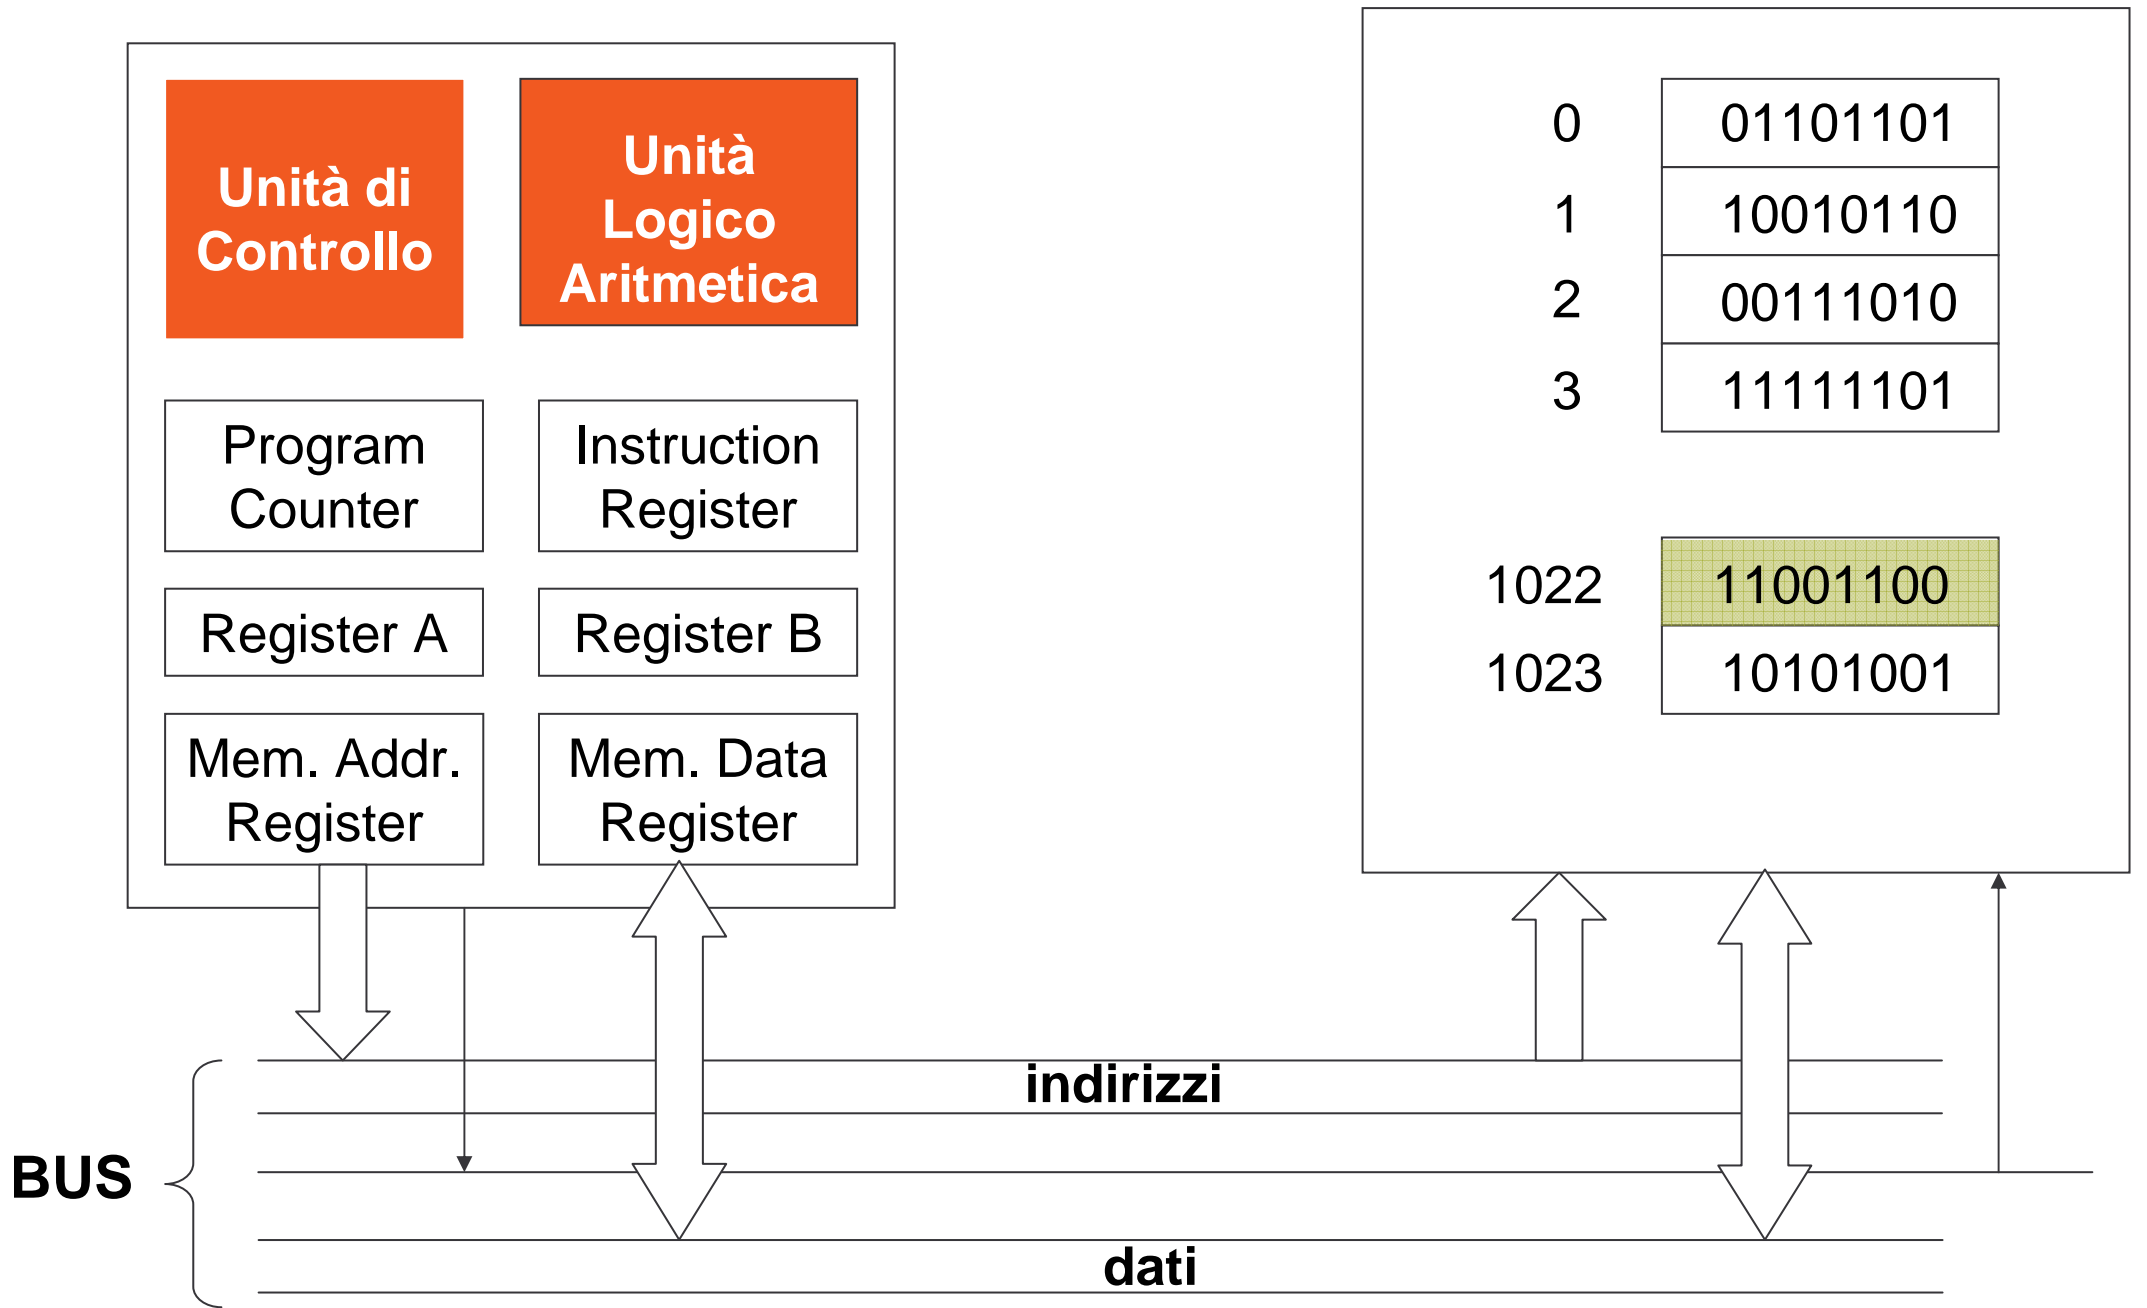 Unità di
Controllo
Unità
Logico
Aritmetica
Program
Counter
Instruction
Register
Register A
Register B
Mem. Addr.
Register
Mem. Data
Register
0 01101101
1 10010110
2 00111010
3 11111101
1022 11001100
1023 10101001
indirizzi
BUS
dati